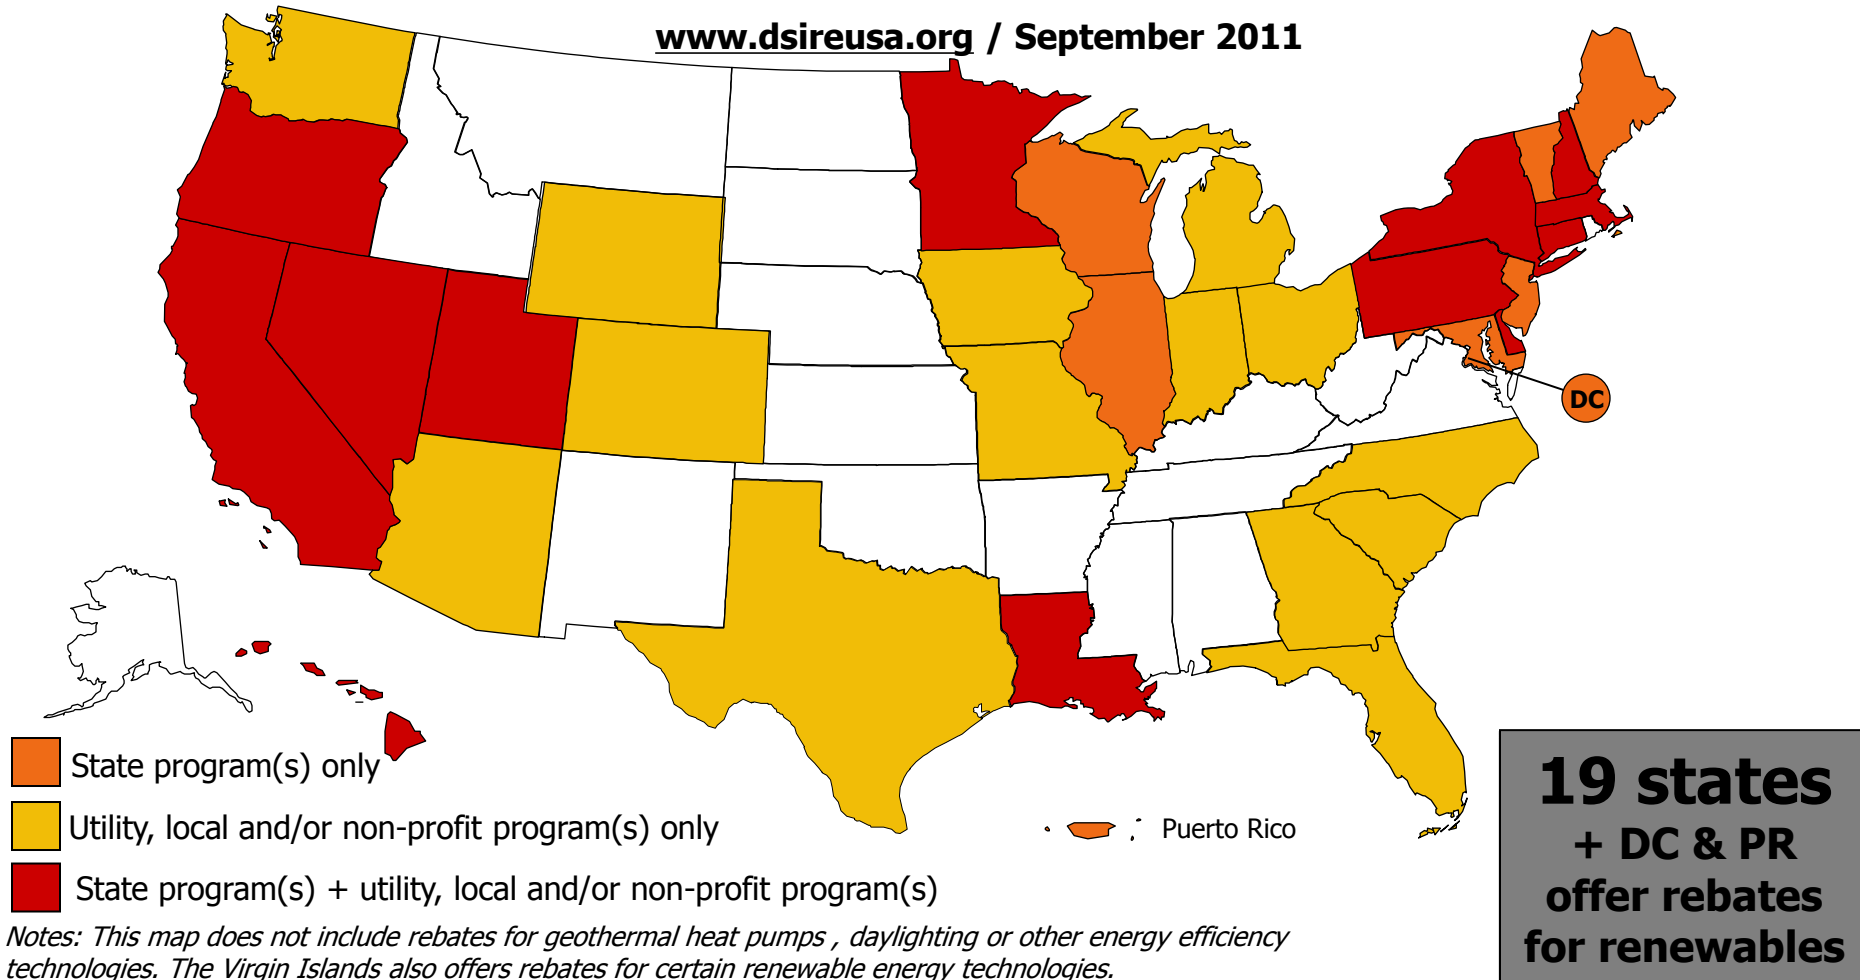 www.dsireusa.org / September 2011
DC
State program(s) only
Utility, local and/or non-profit program(s) only
Puerto Rico
State program(s) + utility, local and/or non-profit program(s)
19 states
+ DC & PR
offer rebates
for renewables
Notes: This map does not include rebates for geothermal heat pumps , daylighting or other energy efficiency
technologies. The Virgin Islands also offers rebates for certain renewable energy technologies.